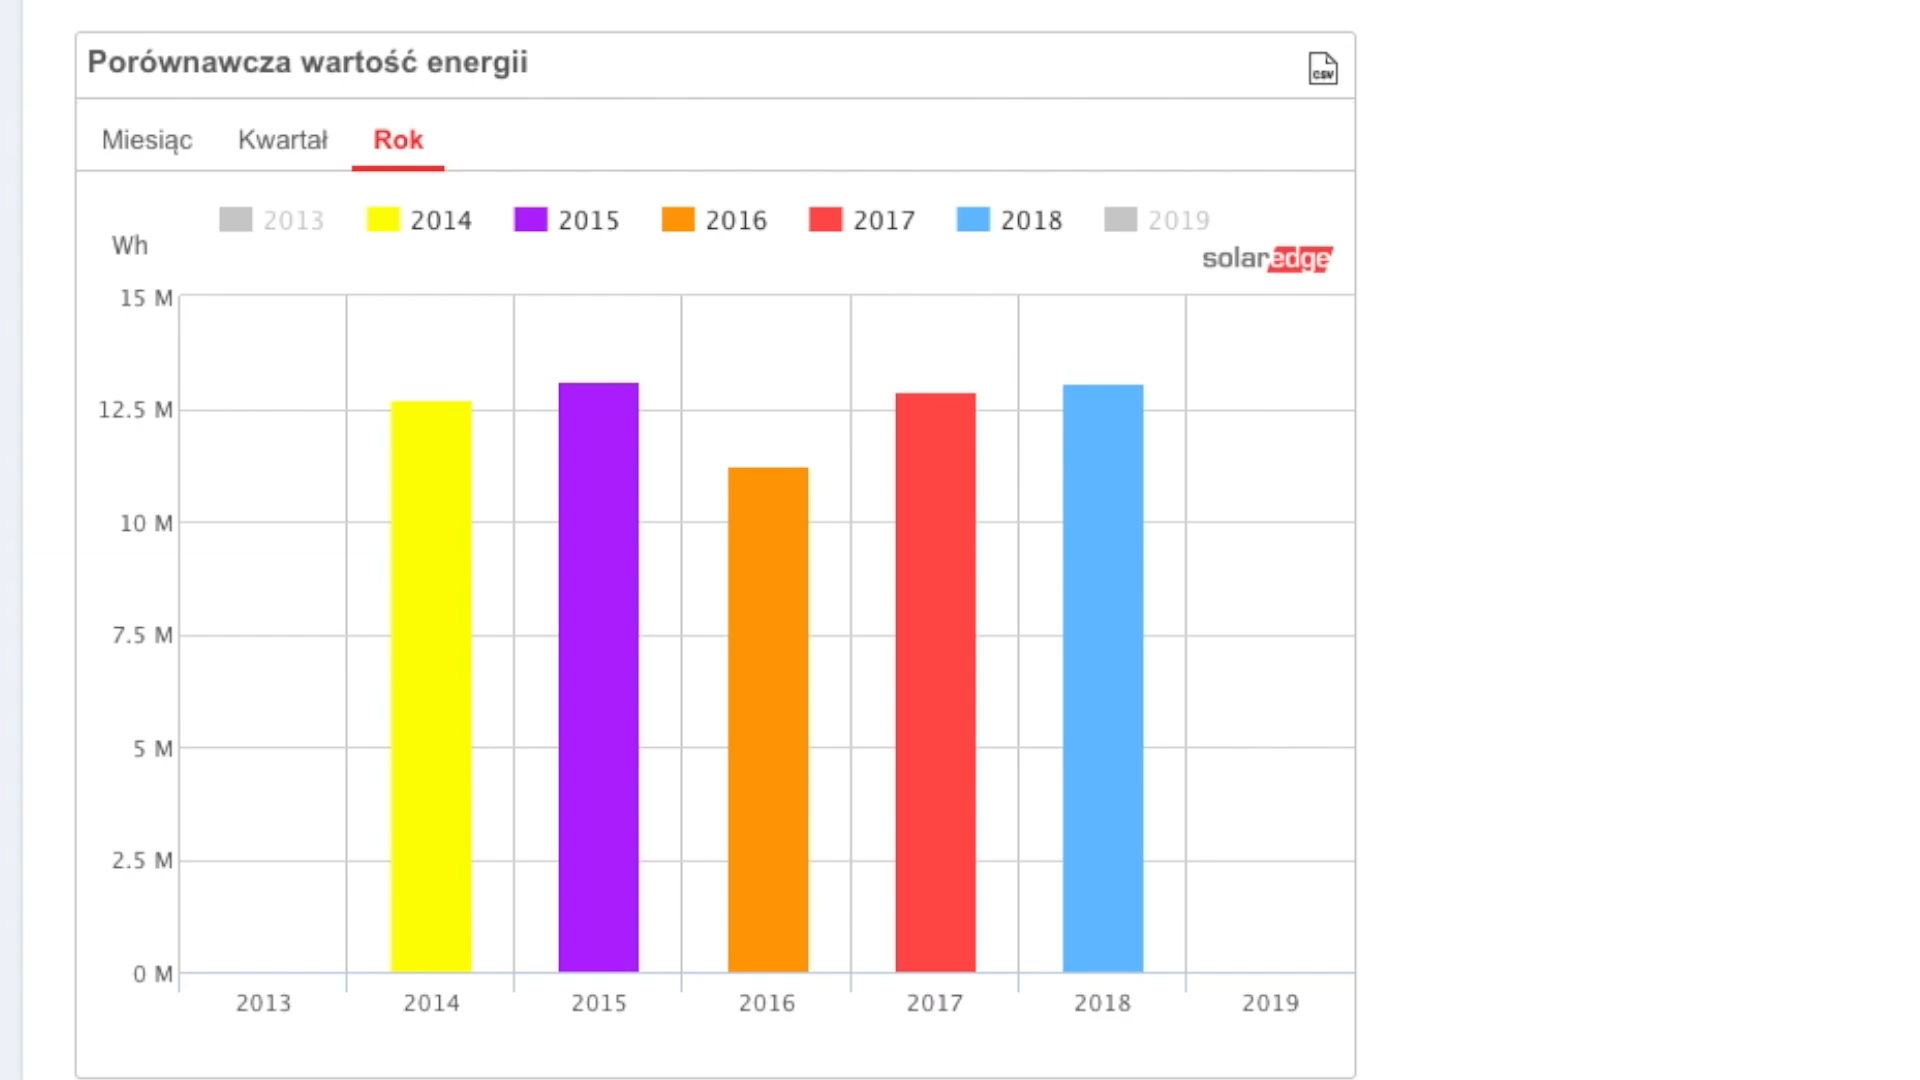 Porównawcza wartość energii
CSV
Miesiąc Kwartał Rok
2013 2014 2015 2016 2017 2018 2019
Wh
solaredge
15 M
12.5 M
10 M
7.5 M
5 M
2.5 M
0 M
2013 2014 2015 2016 2017 2018 2019